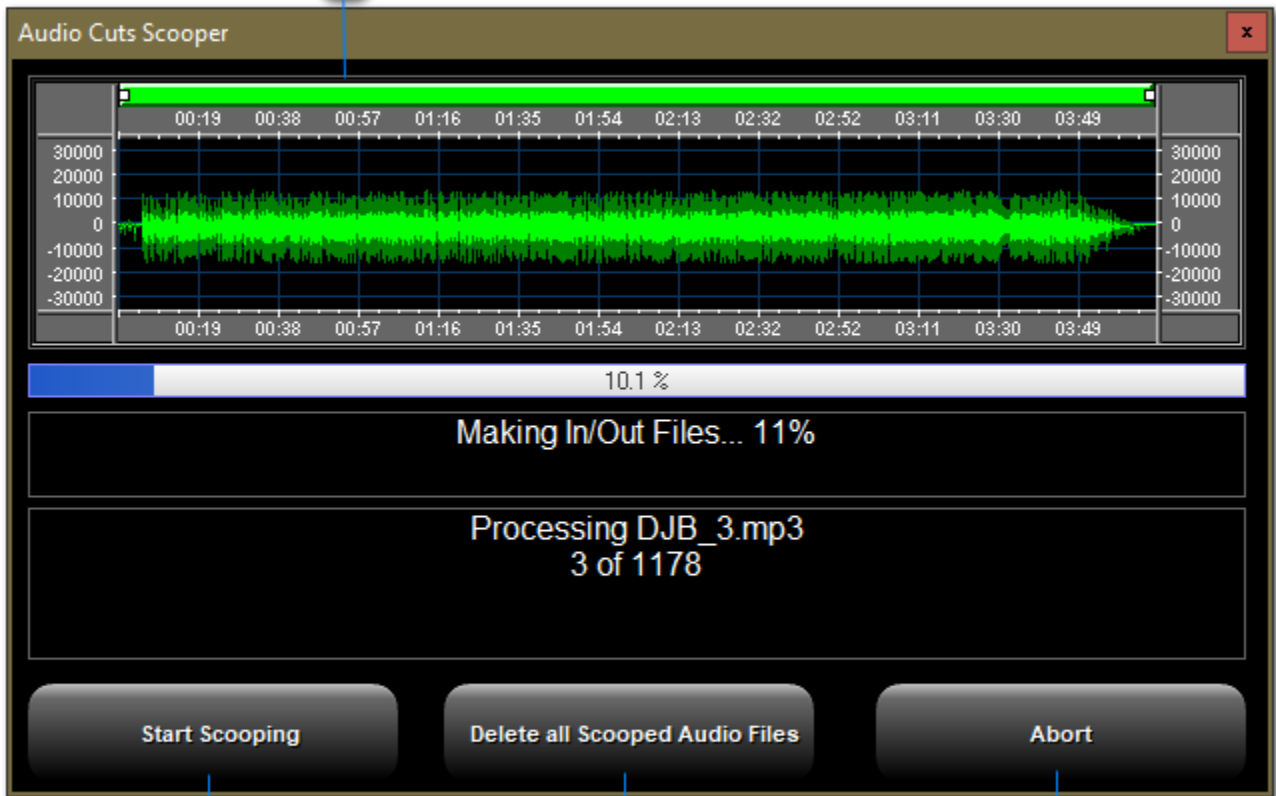 Audio Cuts Scooper
x
00:19 00:38 00:57 01:16 01:35 01:54 02:13 02:32 02:52 03:11 03:30 03:49
30000 30000
20000 20000
10000 10000
0 0
-10000 -10000
-20000 -20000
-30000 -30000
00:19 00:38 00:57 01:16 01:35 01:54 02:13 02:32 02:52 03:11 03:30 03:49
10.1 %
Making In/Out Files... 11%
Processing DJB_3.mp3
3 of 1178
Start Scooping Delete all Scooped Audio Files Abort